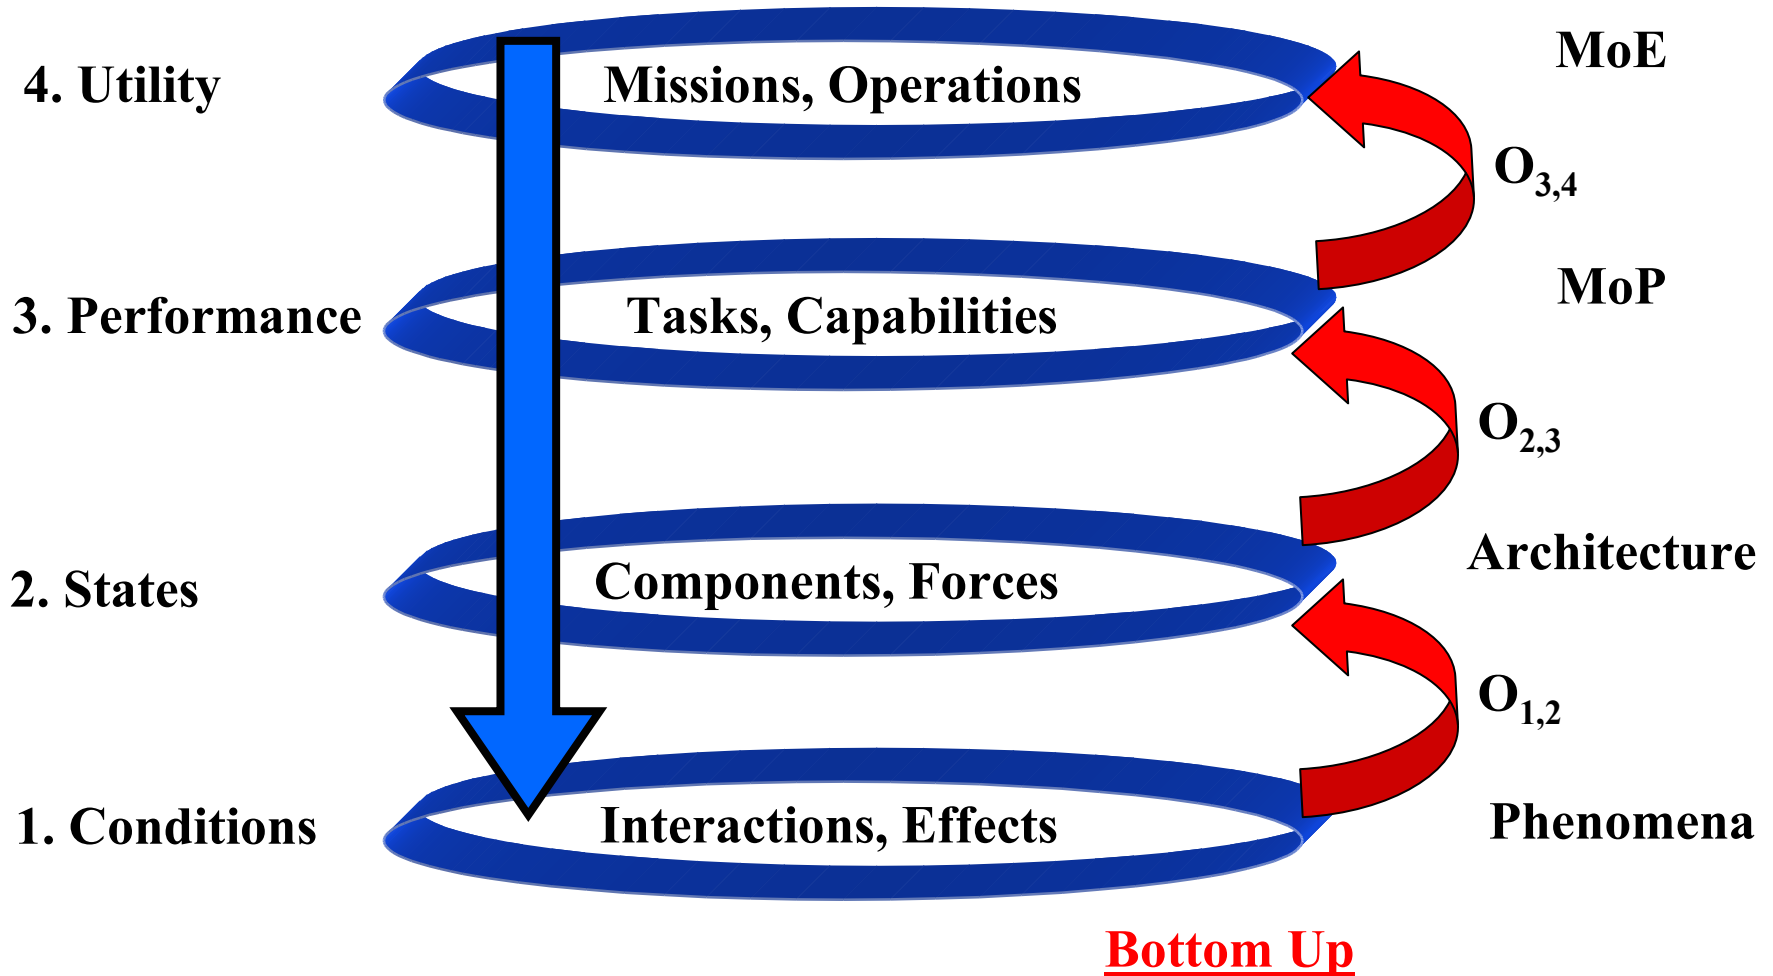 MoE
4. Utility
Missions, Operations
O3,4
MoP
3. Performance
Tasks, Capabilities
O2,3
Architecture
2. States
Components, Forces
O1,2
Phenomena
1. Conditions
Interactions, Effects
Bottom Up